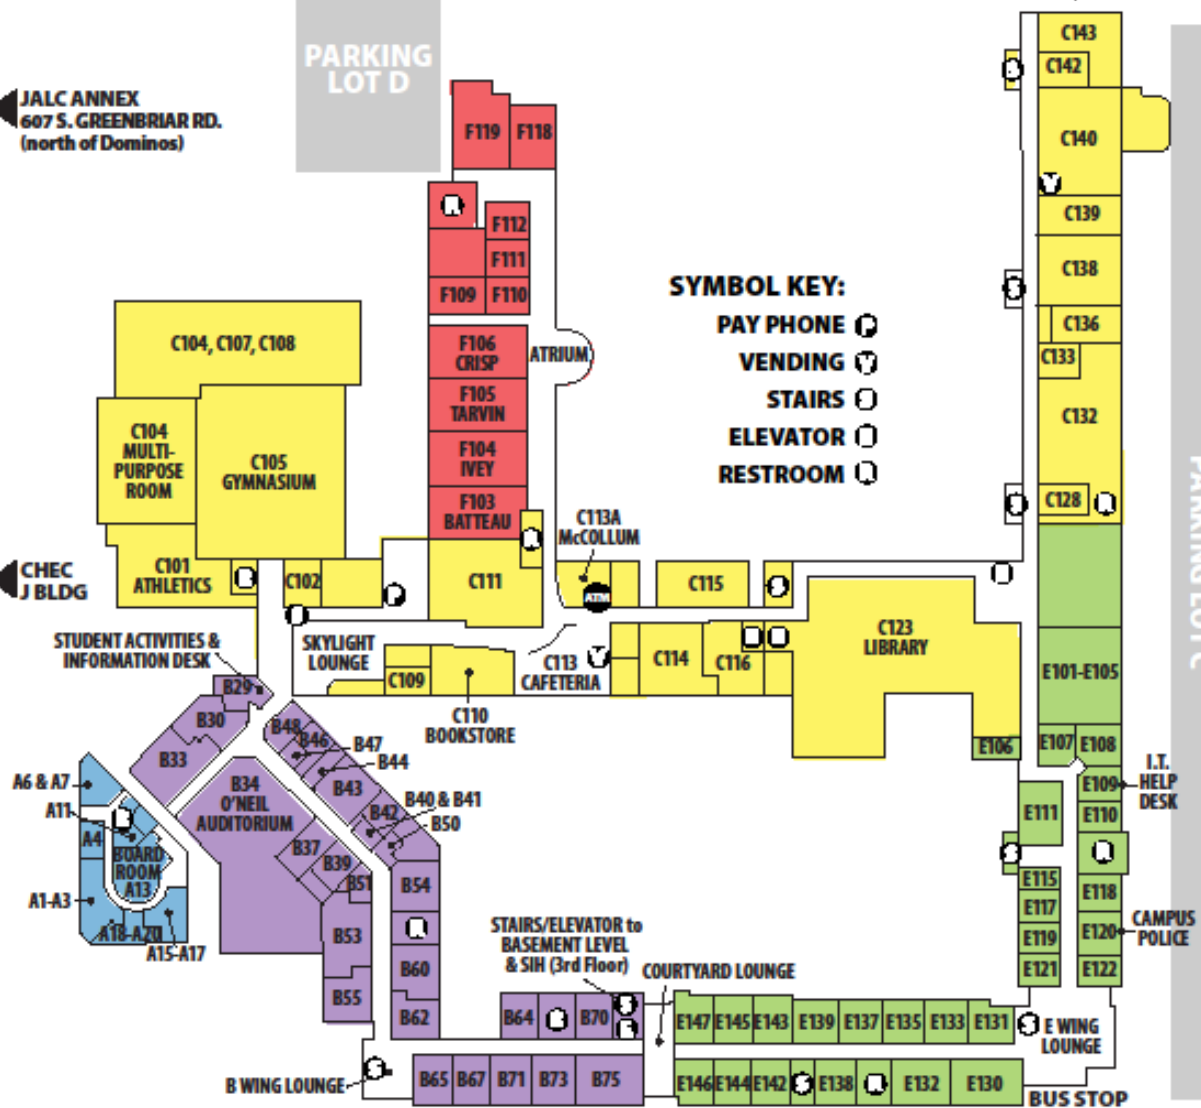 PARKING
LOT D
JALC ANNEX
607 S. GREENBRIAR RD.
(north of Dominos)
F119
F118
F112
F111
F109
F110
F106
CRISP
F105
TARVIN
F104
IVEY
F103
BATTEAU
ATRIUM
SYMBOL KEY:
PAY PHONE
VENDING
STAIRS
ELEVATOR
RESTROOM
C143
C142
C140
C139
C138
C136
C133
C132
C128
PARKING LOT C
C104, C107, C108
C104
MULTI-
PURPOSE
ROOM
C105
GYMNASIUM
C101
ATHLETICS
C102
CHEC
J BLDG
C111
C113A
McCOLLUM
C115
C123
LIBRARY
C114
C116
C113
CAFETERIA
SKYLIGHT
LOUNGE
C109
C110
BOOKSTORE
STUDENT ACTIVITIES &
INFORMATION DESK
E101-E105
E106
E107
E108
E109
I.T.
HELP
DESK
E110
E111
E115
E117
E118
E119
E120
CAMPUS
POLICE
E121
E122
B29
B30
B33
B48
B46
B47
B44
B43
B42
B40 & B41
B50
B34
O'NEIL
AUDITORIUM
B37
B39
B51
B54
B53
B60
B55
B62
A6 & A7
A11
A4
BOARD
ROOM
A13
A1-A3
A18-A20
A15-A17
STAIRS/ELEVATOR to
BASEMENT LEVEL
& SIH (3rd Floor)
COURTYARD LOUNGE
B64
B70
E147
E145
E143
E139
E137
E135
E133
E131
E WING
LOUNGE
B WING LOUNGE
B65
B67
B71
B73
B75
E146
E144
E142
E138
E132
E130
BUS STOP